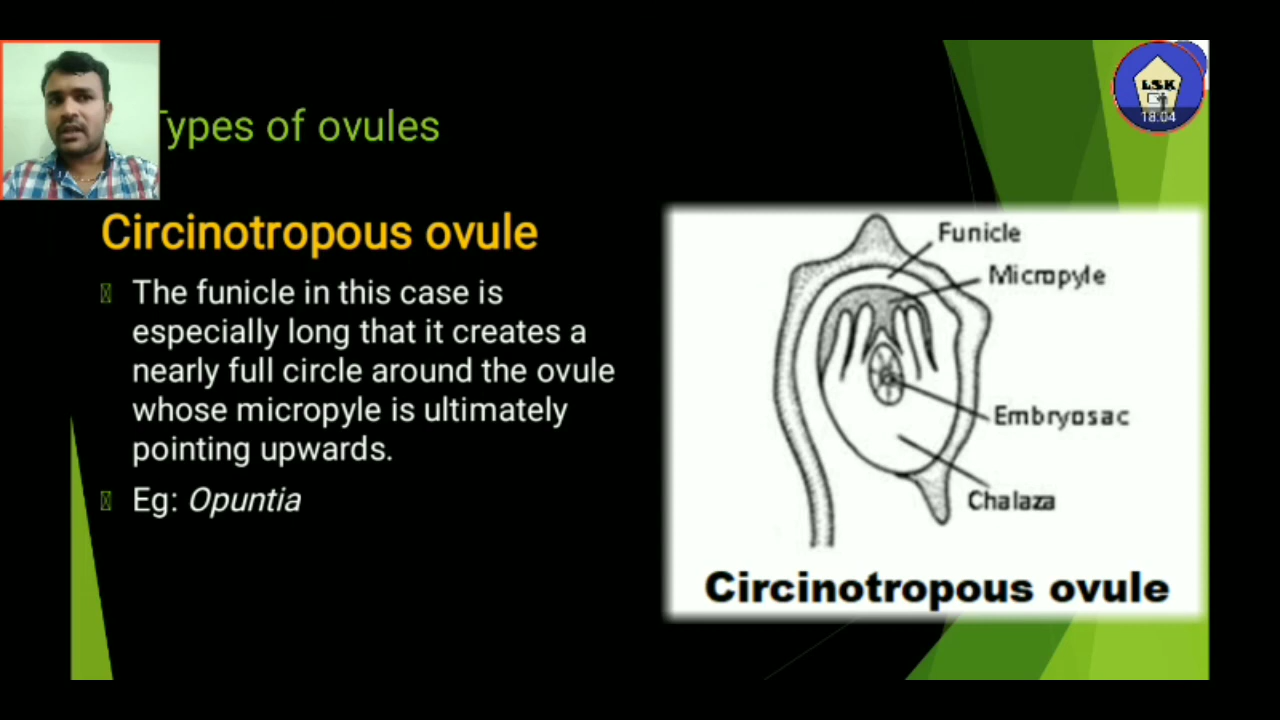 Types of ovules
LSK
18:04
Circinotropous ovule
The funicle in this case is
especially long that it creates a
nearly full circle around the ovule
whose micropyle is ultimately
pointing upwards.
Eg: Opuntia
Funicle
Micropyle
Embryosac
Chalaza
Circinotropous ovule